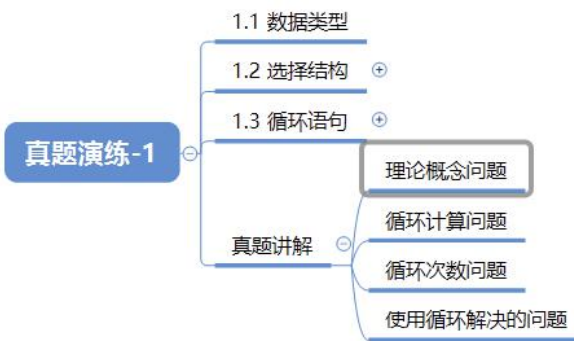 真题演练-1
1.1 数据类型
1.2 选择结构
1.3 循环语句
真题讲解
理论概念问题
循环计算问题
循环次数问题
使用循环解决的问题